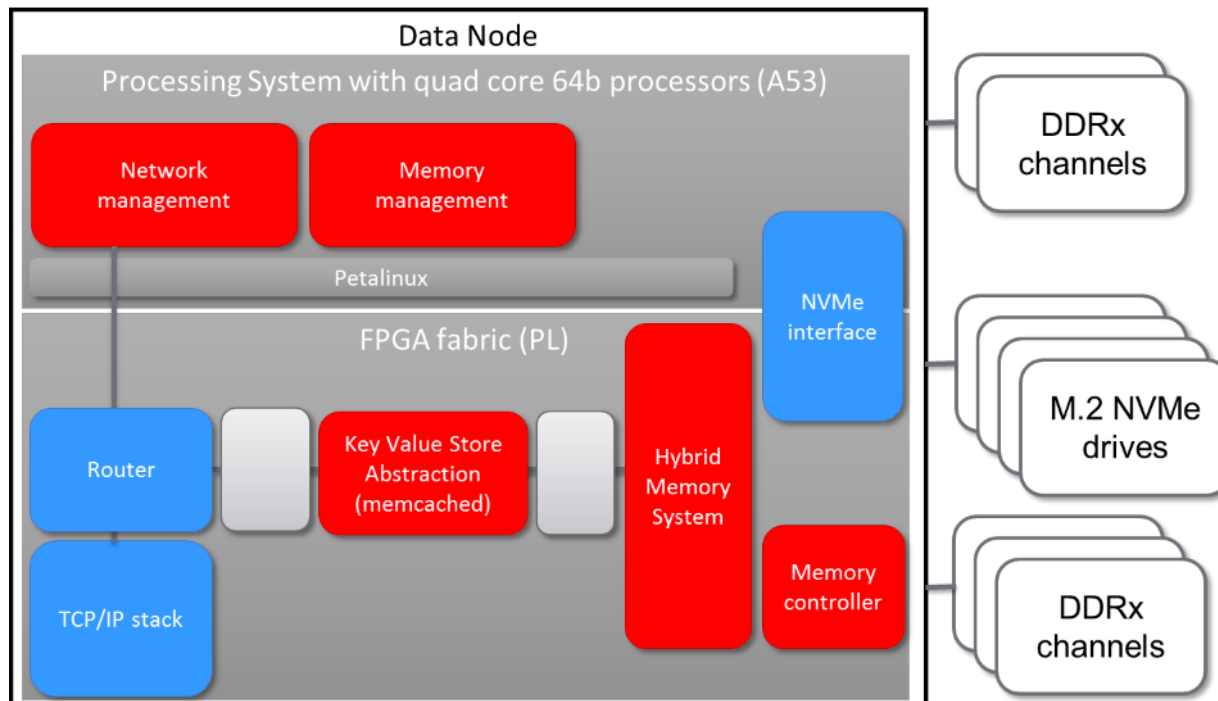 Data Node
Processing System with quad core 64b processors (A53)
Network
management
Memory
management
Petalinux
NVMe
interface
FPGA fabric (PL)
Router
Key Value Store
Abstraction
(memcached)
Hybrid
Memory
System
TCP/IP stack
Memory
controller
DDRx
channels
M.2 NVMe
drives
DDRx
channels